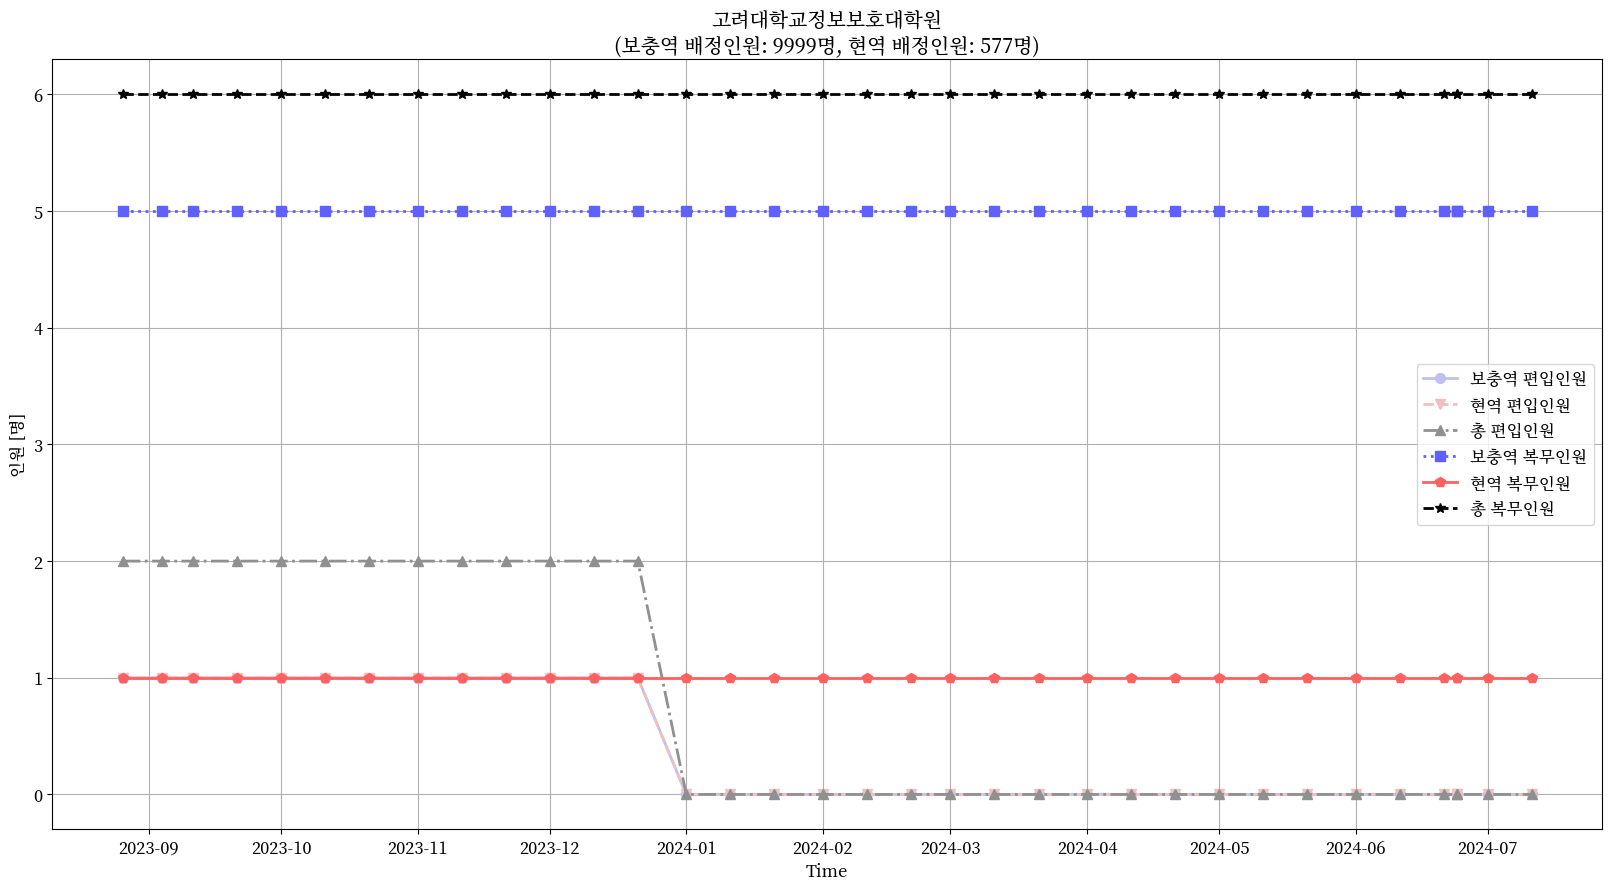 고려대학교정보보호대학원
(보충역 배정인원: 9999명, 현역 배정인원: 577명)
6
5
4
3
2
1
0
인원 [명]
보충역 편입인원
현역 편입인원
총 편입인원
보충역 복무인원
현역 복무인원
총 복무인원
2023-09 2023-10 2023-11 2023-12 2024-01 2024-02 2024-03 2024-04 2024-05 2024-06 2024-07
Time